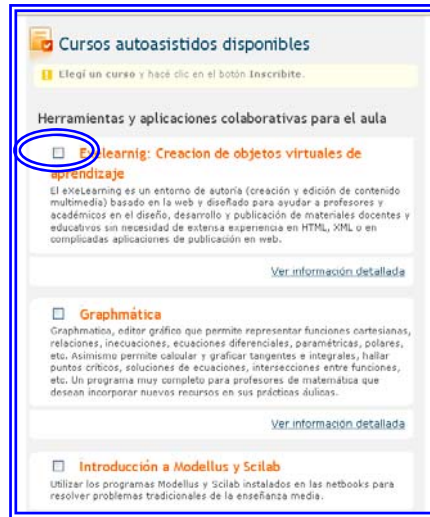 Cursos autoasistidos disponibles
Elegí un curso y hacé clic en el botón Inscribite.
Herramientas y aplicaciones colaborativas para el aula
Exelearnig: Creacion de objetos virtuales de
aprendizaje
El eXeLearning es un entorno de autoría (creación y edición de contenido
multimedia) basado en la web y diseñado para ayudar a profesores y
académicos en el diseño, desarrollo y publicación de materiales docentes y
educativos sin necesidad de extensa experiencia en HTML, XML o en
complicadas aplicaciones de publicación en web.
Ver información detallada
Graphmática
Graphmatica, editor gráfico que permite representar funciones cartesianas,
relaciones, inecuaciones, ecuaciones diferenciales, paramétricas, polares,
etc. Asimismo permite calcular y graficar tangentes e integrales, hallar
puntos críticos, soluciones de ecuaciones, intersecciones entre funciones,
etc. Un programa muy completo para profesores de matemática que
desean incorporar nuevos recursos en sus prácticas áulicas.
Ver información detallada
Introducción a Modellus y Scilab
Utilizar los programas Modellus y Scilab instalados en las netbooks para
resolver problemas tradicionales de la enseñanza media.